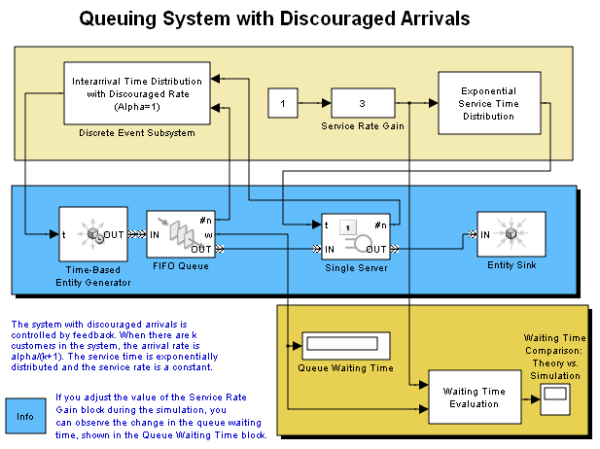 Queuing System with Discouraged Arrivals
Interarrival Time Distribution
with Discouraged Rate
(Alpha=1)
Discrete Event Subsystem
1
3
Service Rate Gain
Exponential
Service Time
Distribution
t
OUT
Time-Based
Entity Generator
IN
#n
w
OUT
FIFO Queue
t
1
#n
IN
OUT
Single Server
IN
Entity Sink
The system with discouraged arrivals is
controlled by feedback. When there are k
customers in the system, the arrival rate is
alpha/(k+1). The service time is exponentially
distributed and the service rate is a constant.
Queue Waiting Time
Waiting Time
Comparison:
Theory vs.
Simulation
Waiting Time
Evaluation
Info
If you adjust the value of the Service Rate
Gain block during the simulation, you
can observe the change in the queue waiting
time, shown in the Queue Waiting Time block.